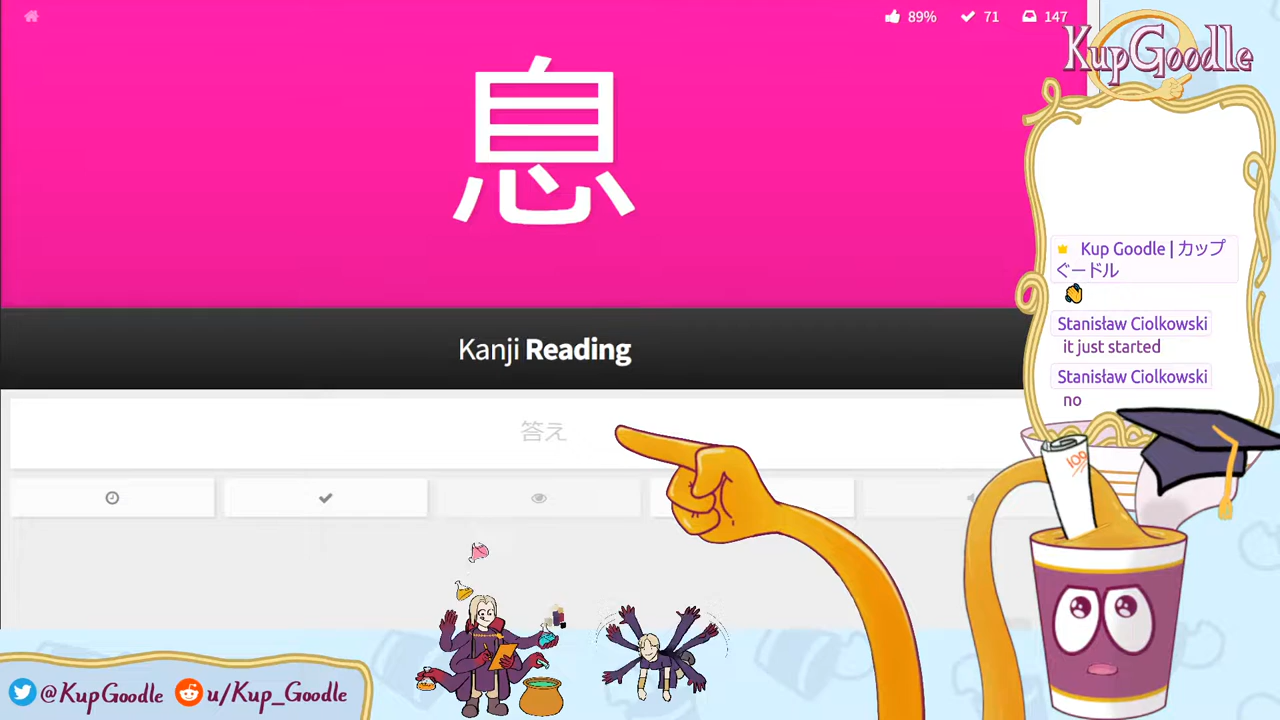 89% 71 147
息
Kanji Reading
答え
KupGoodle
Kup Goodle | カップ
ぐードル
Stanisław Ciolkowski
it just started
Stanisław Ciolkowski
no
100
@KupGoodle u/Kup_Goodle